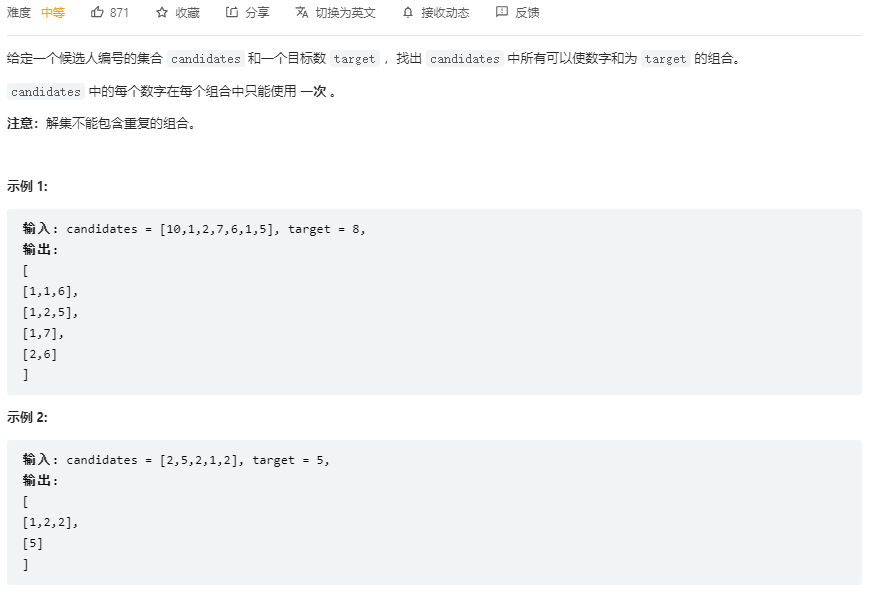 难度 中等 871 收藏 分享 切换为英文 接收动态 反馈
给定一个候选人编号的集合 candidates 和一个目标数 target ，找出 candidates 中所有可以使数字和为 target 的组合。
candidates 中的每个数字在每个组合中只能使用 一次 。
注意：解集不能包含重复的组合。
示例 1:
输入: candidates = [10,1,2,7,6,1,5], target = 8,
输出:
[
[1,1,6],
[1,2,5],
[1,7],
[2,6]
]
示例 2:
输入: candidates = [2,5,2,1,2], target = 5,
输出:
[
[1,2,2],
[5]
]